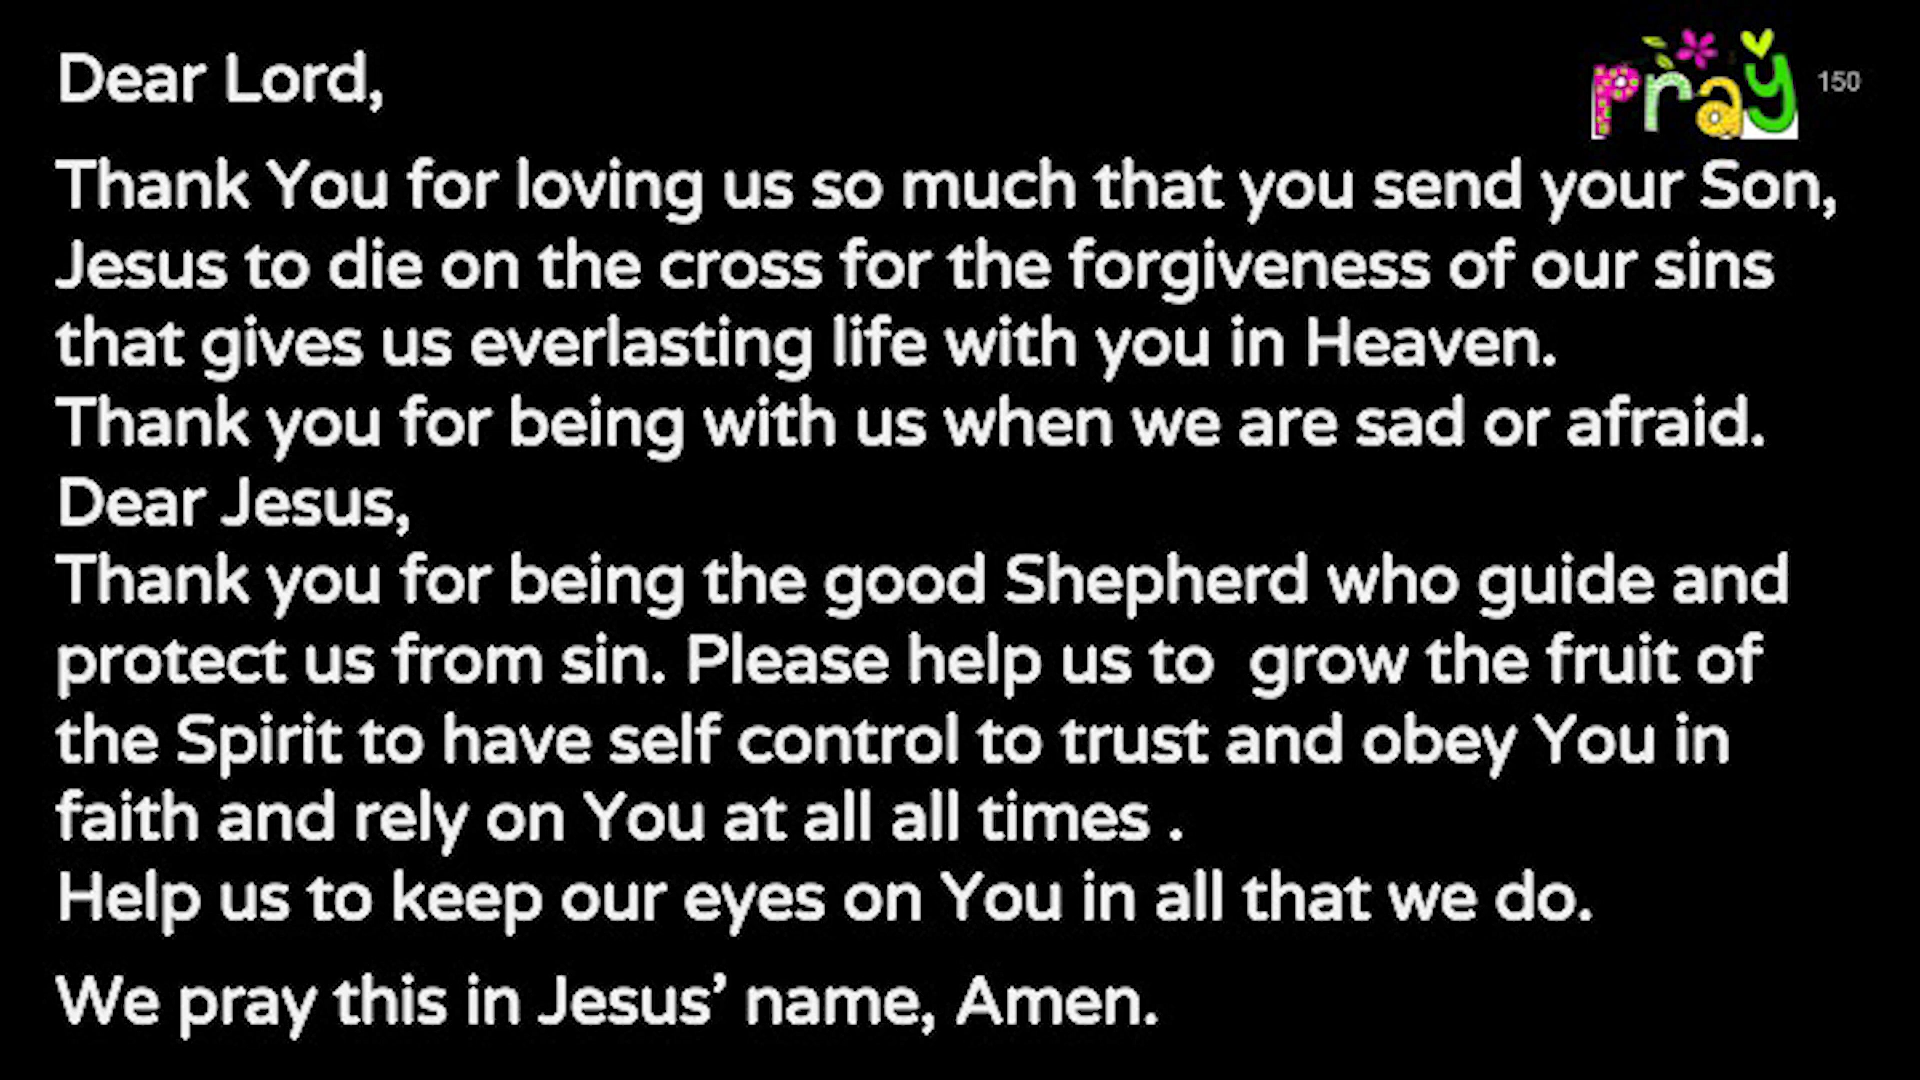 Dear Lord,
pray
150
Thank You for loving us so much that you send your Son,
Jesus to die on the cross for the forgiveness of our sins
that gives us everlasting life with you in Heaven.
Thank you for being with us when we are sad or afraid.
Dear Jesus,
Thank you for being the good Shepherd who guide and
protect us from sin. Please help us to  grow the fruit of
the Spirit to have self control to trust and obey You in
faith and rely on You at all all times .
Help us to keep our eyes on You in all that we do.
We pray this in Jesus’ name, Amen.